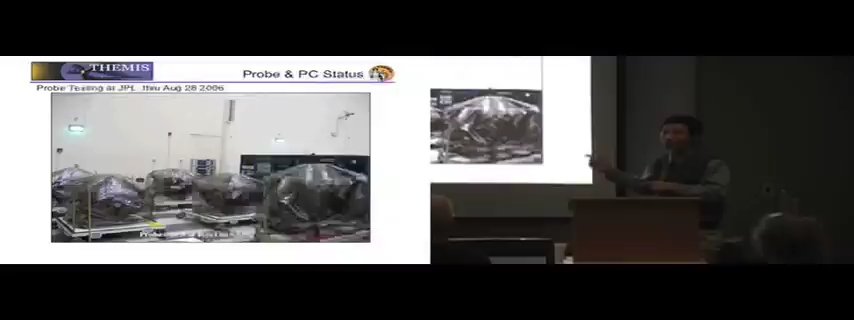 THEMIS
Probe & PC Status
Probe Testing at JPL thru Aug 28 2006